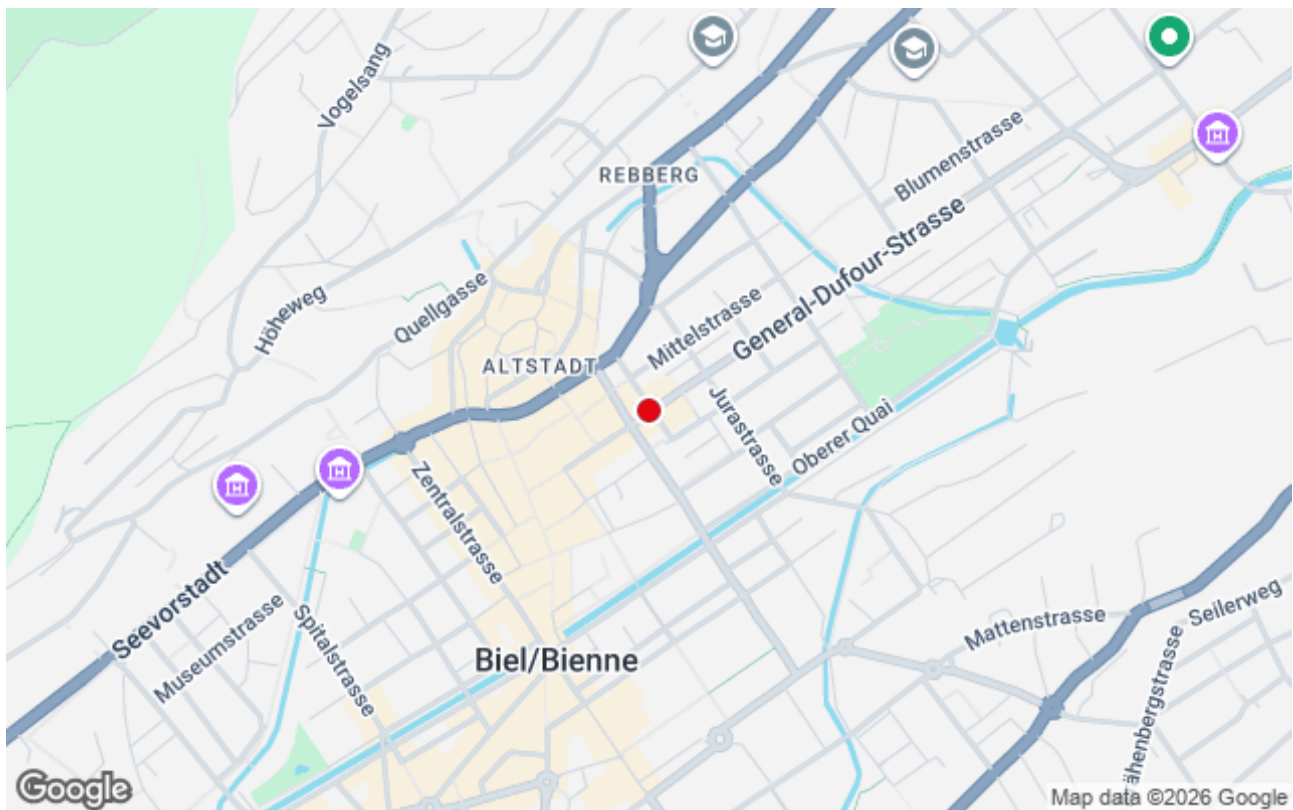 Vogelsang
REBBERG
Blumenstrasse
Höheweg
Quellgasse
Mittelstrasse
General-Dufour-Strasse
ALTSTADT
Jurastrasse
Oberer Quai
Zentralstrasse
Seevorstadt
Museumstrasse
Spitalstrasse
Biel/Bienne
Mattenstrasse
Seilerweg
ähenbergstrasse
Google
Map data ©2026 Google